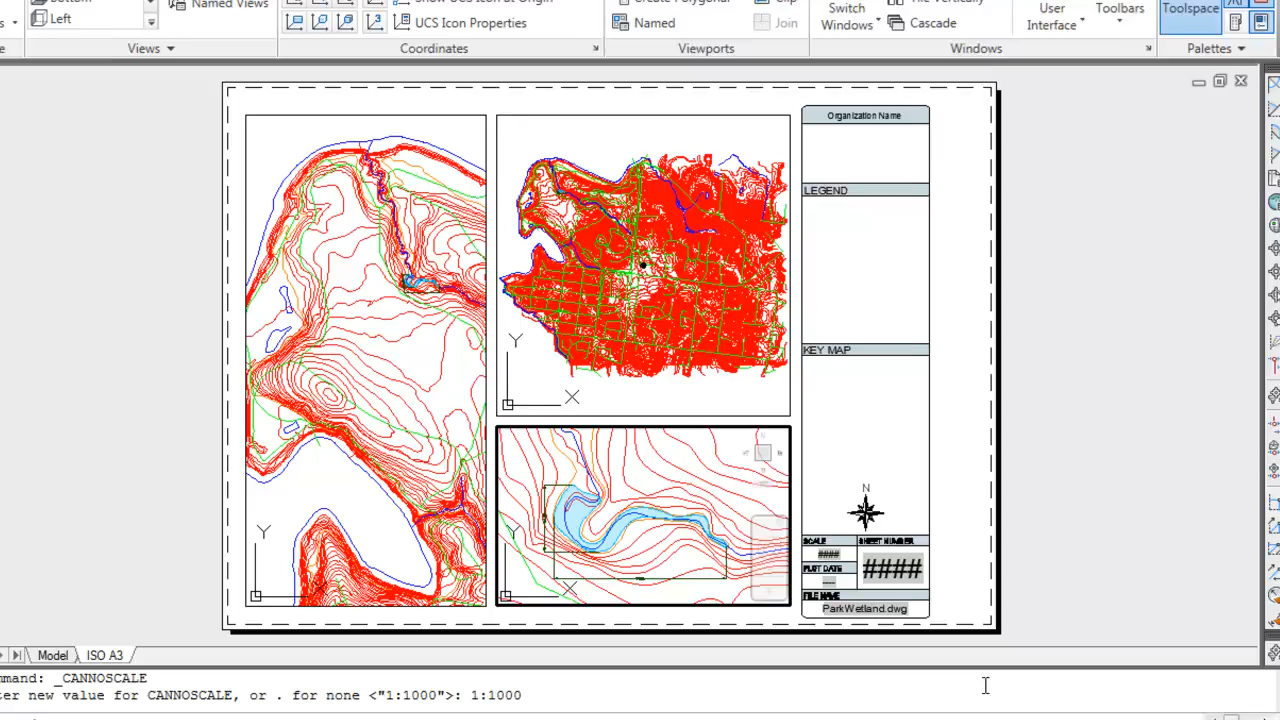 Bottom
Left
Named Views
Views
Show UCS Icon at Origin
UCS Icon Properties
Coordinates
Create Polygonal
Clip
Named
Join
Viewports
Tile Vertically
Switch
Windows
Cascade
User
Interface
Toolbars
Windows
Toolspace
Palettes
Organization Name
LEGEND
KEY MAP
N
SCALE
SHEET NUMBER
####
####
PLOT DATE
----
FILE NAME
ParkWetland.dwg
Y
X
Y
X
Y
X
Model
ISO A3
mmand: _CANNOSCALE
ter new value for CANNOSCALE, or . for none <"1:1000">: 1:1000